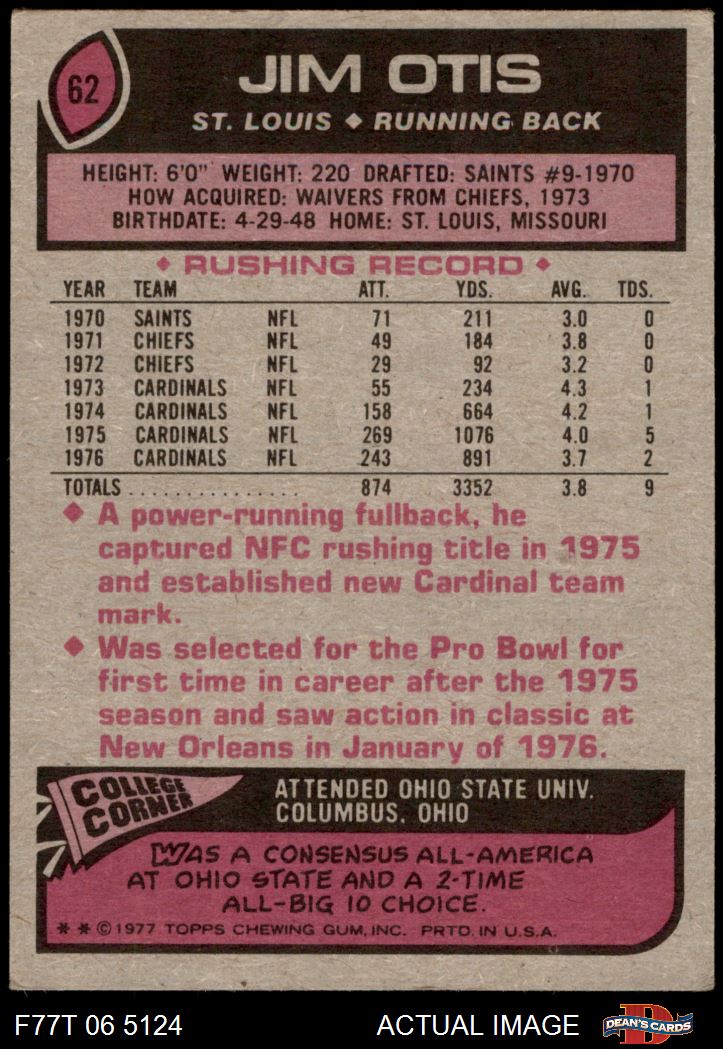 62
JIM OTIS
ST. LOUIS ◆ RUNNING BACK
HEIGHT: 6'0" WEIGHT: 220 DRAFTED: SAINTS #9-1970
HOW ACQUIRED: WAIVERS FROM CHIEFS, 1973
BIRTHDATE: 4-29-48 HOME: ST. LOUIS, MISSOURI
◆ RUSHING RECORD ◆
YEAR TEAM ATT. YDS. AVG. TDS.
1970 SAINTS NFL 71 211 3.0 0
1971 CHIEFS NFL 49 184 3.8 0
1972 CHIEFS NFL 29 92 3.2 0
1973 CARDINALS NFL 55 234 4.3 1
1974 CARDINALS NFL 158 664 4.2 1
1975 CARDINALS NFL 269 1076 4.0 5
1976 CARDINALS NFL 243 891 3.7 2
TOTALS ............... 874 3352 3.8 9
◆ A power-running fullback, he
captured NFC rushing title in 1975
and established new Cardinal team
mark.
◆ Was selected for the Pro Bowl for
first time in career after the 1975
season and saw action in classic at
New Orleans in January of 1976.
COLLEGE
CORNER
ATTENDED OHIO STATE UNIV.
COLUMBUS, OHIO
WAS A CONSENSUS ALL-AMERICA
AT OHIO STATE AND A 2-TIME
ALL-BIG 10 CHOICE.
* * © 1977 TOPPS CHEWING GUM, INC. PRTD. IN U.S.A.
F77T 06 5124 ACTUAL IMAGE
D
DEAN'S CARDS